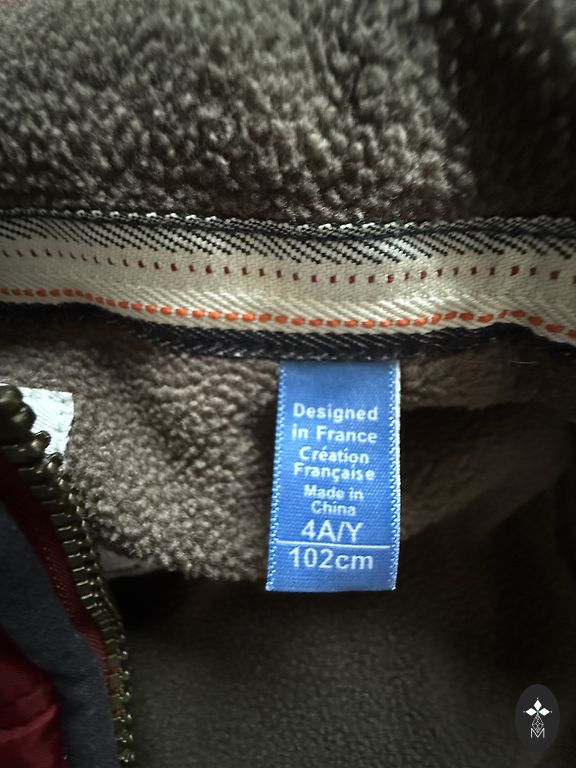 Designed
in France
Création
Française
Made in
China
4A/Y
102cm
M